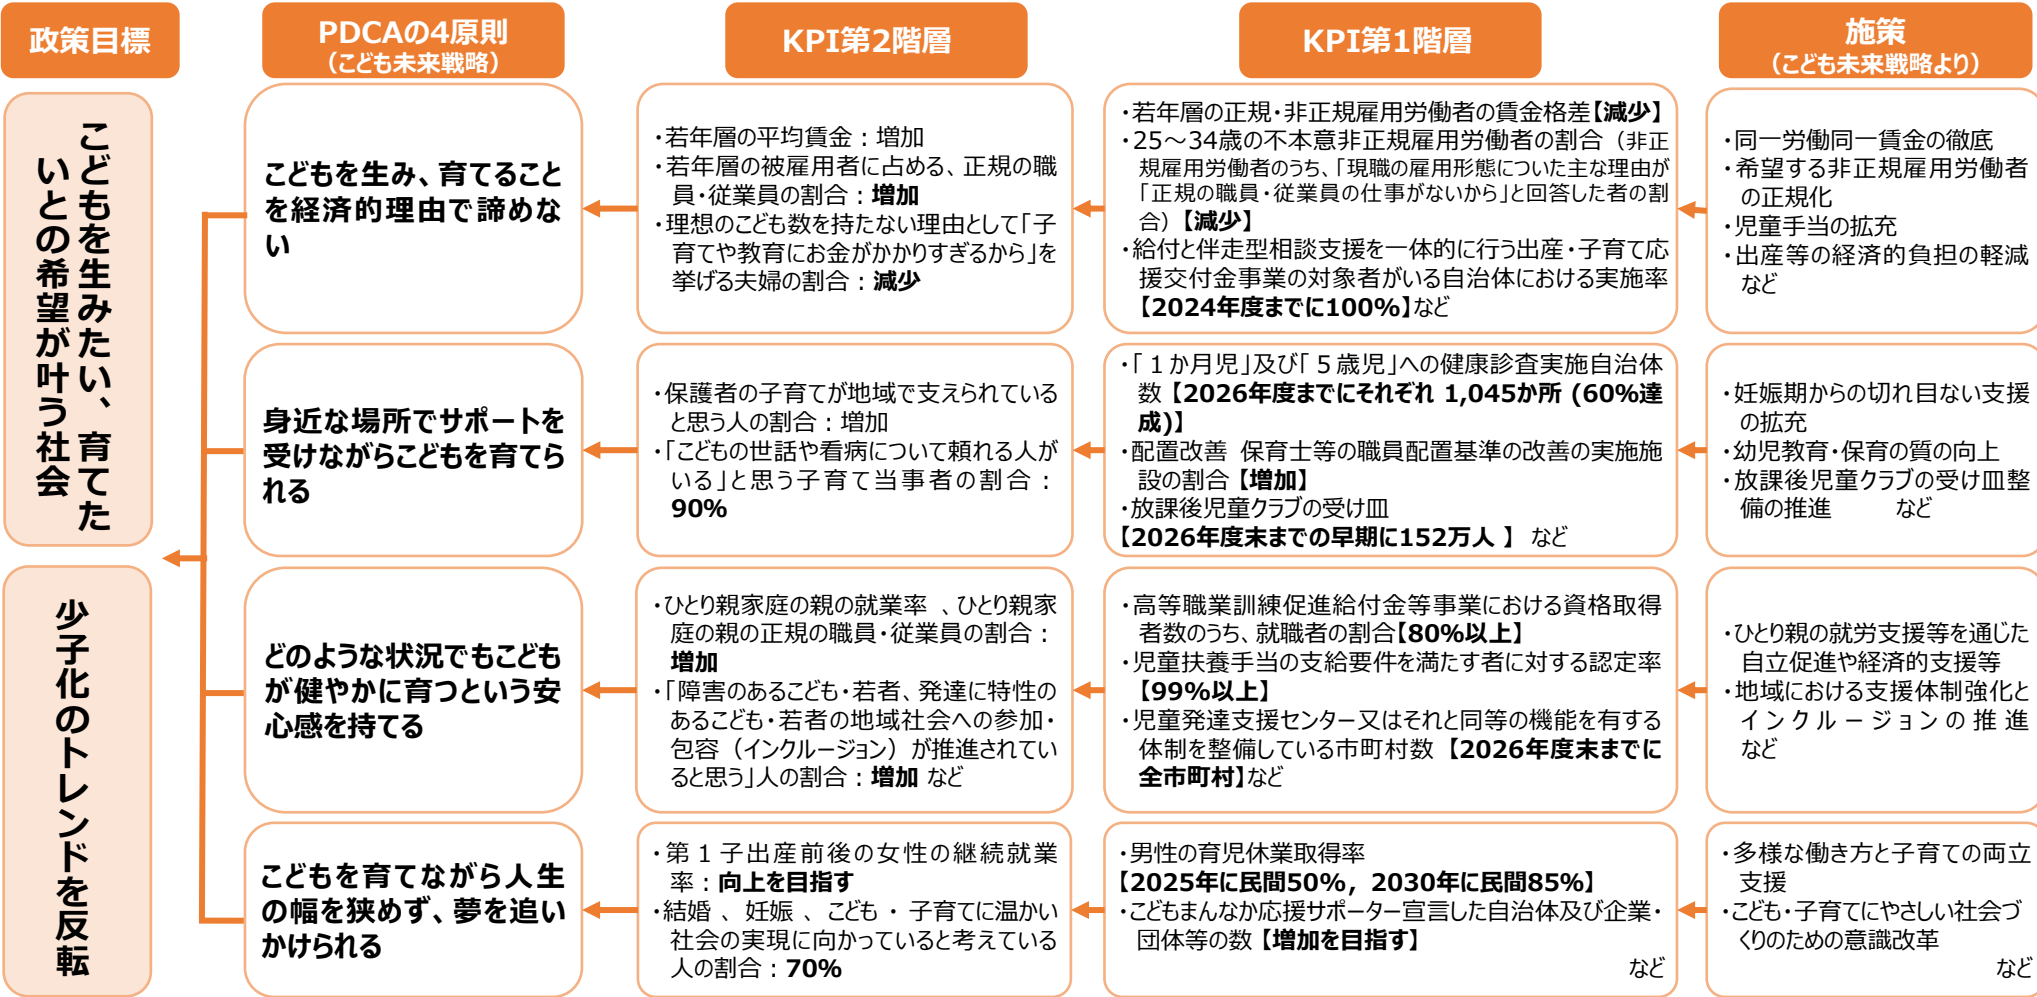 政策目標
PDCAの4原則
(こども未来戦略)
KPI第2階層
KPI第1階層
施策
(こども未来戦略より)
こどもを生みたい、育てた
いとの希望が叶う社会
少子化のトレンドを反転
こどもを生み、育てること
を経済的理由で諦めな
い
・若年層の平均賃金：増加
・若年層の被雇用者に占める、正規の職
員・従業員の割合：増加
・理想のこども数を持たない理由として「子
育てや教育にお金がかかりすぎるから」を
挙げる夫婦の割合：減少
・若年層の正規・非正規雇用労働者の賃金格差【減少】
・25～34歳の不本意非正規雇用労働者の割合（非正
規雇用労働者のうち、「現職の雇用形態についた主な理由が
「正規の職員・従業員の仕事がないから」と回答した者の割
合）【減少】
・給付と伴走型相談支援を一体的に行う出産・子育て応
援交付金事業の対象者がいる自治体における実施率
【2024年度までに100%】など
・同一労働同一賃金の徹底
・希望する非正規雇用労働者
の正規化
・児童手当の拡充
・出産等の経済的負担の軽減
など
身近な場所でサポートを
受けながらこどもを育てら
れる
・保護者の子育てが地域で支えられている
と思う人の割合：増加
・「こどもの世話や看病について頼れる人が
いる」と思う子育て当事者の割合：
90%
・「１か月児」及び「５歳児」への健康診査実施自治体
数【2026年度までにそれぞれ 1,045か所 (60%達
成)】
・配置改善 保育士等の職員配置基準の改善の実施施
設の割合【増加】
・放課後児童クラブの受け皿
【2026年度末までの早期に152万人 】 など
・妊娠期からの切れ目ない支援
の拡充
・幼児教育・保育の質の向上
・放課後児童クラブの受け皿整
備の推進 など
どのような状況でもこども
が健やかに育つという安
心感を持てる
・ひとり親家庭の親の就業率 、ひとり親家
庭の親の正規の職員・従業員の割合：
増加
・「障害のあるこども・若者、発達に特性の
あるこども・若者の地域社会への参加・
包容（インクルージョン）が推進されてい
ると思う」人の割合：増加 など
・高等職業訓練促進給付金等事業における資格取得
者数のうち、就職者の割合【80%以上】
・児童扶養手当の支給要件を満たす者に対する認定率
【99%以上】
・児童発達支援センター又はそれと同等の機能を有する
体制を整備している市町村数 【2026年度末までに
全市町村】など
・ひとり親の就労支援等を通じた
自立促進や経済的支援等
・地域における支援体制強化と
インクルージョンの推進
など
こどもを育てながら人生
の幅を狭めず、夢を追い
かけられる
・第１子出産前後の女性の継続就業
率：向上を目指す
・結婚 、妊娠 、こども ・ 子育てに温かい
社会の実現に向かっていると考えている
人の割合：70%
・男性の育児休業取得率
【2025年に民間50%，2030年に民間85%】
・こどもまんなか応援サポーター宣言した自治体及び企業・
団体等の数 【増加を目指す】
など
・多様な働き方と子育ての両立
支援
・こども・子育てにやさしい社会づ
くりのための意識改革
など